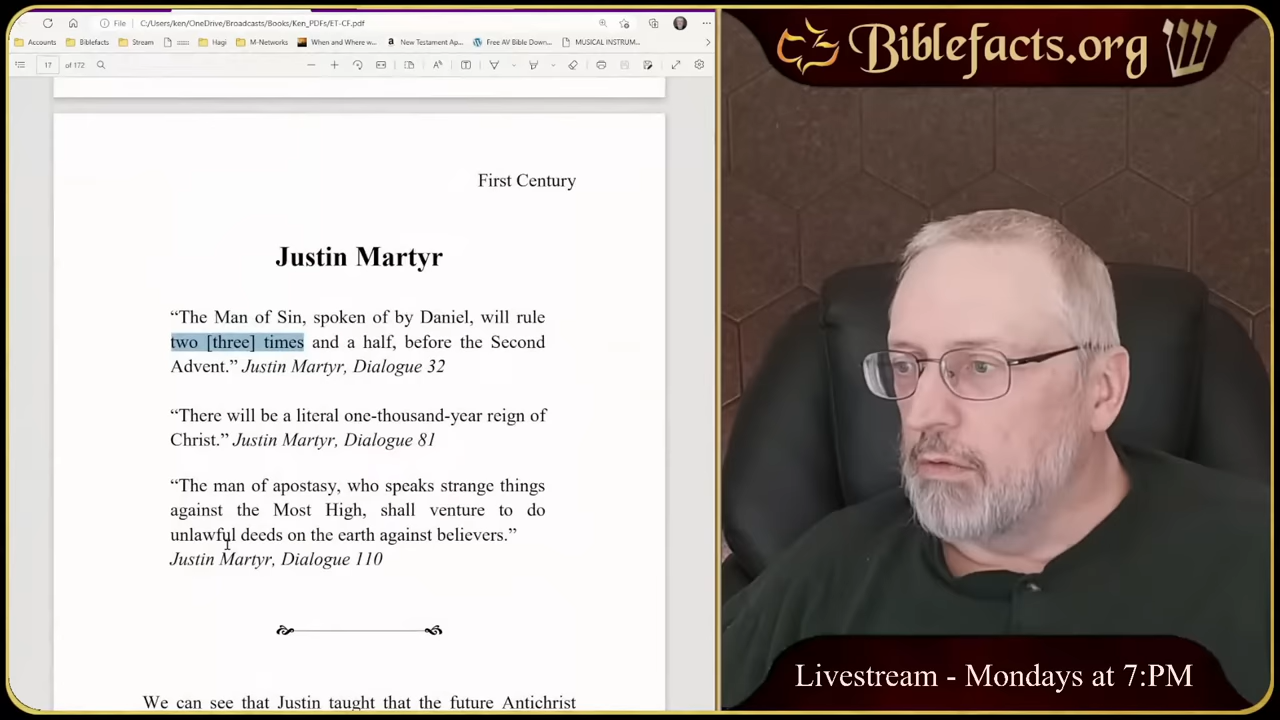 File
C:/Users/ken/OneDrive/Broadcasts/Books/Ken_PDFs/ET-CF.pdf
Accounts
Biblefacts
Stream
Hagi
M-Networks
When and Where w...
New Testament Ap...
Free AV Bible Down...
MUSICAL INSTRUM...
17 of 172
First Century
Justin Martyr
“The Man of Sin, spoken of by Daniel, will rule
two [three] times and a half, before the Second
Advent.” Justin Martyr, Dialogue 32
“There will be a literal one-thousand-year reign of
Christ.” Justin Martyr, Dialogue 81
“The man of apostasy, who speaks strange things
against the Most High, shall venture to do
unlawful deeds on the earth against believers.”
Justin Martyr, Dialogue 110
We can see that Justin taught that the future Antichrist
Biblefacts.org
Livestream - Mondays at 7:PM